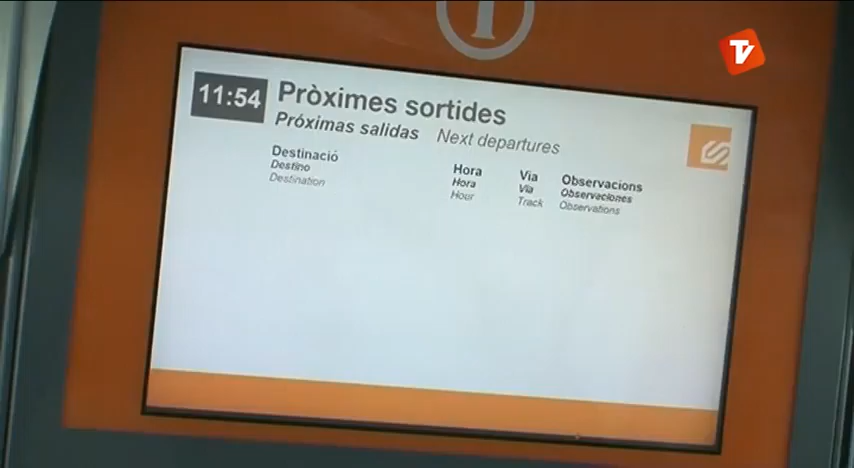 TV
11:54 Pròximes sortides
Próximas salidas Next departures
Destinació Hora Via Observacions
Destino Hora Vía Observaciones
Destination Hour Track Observations